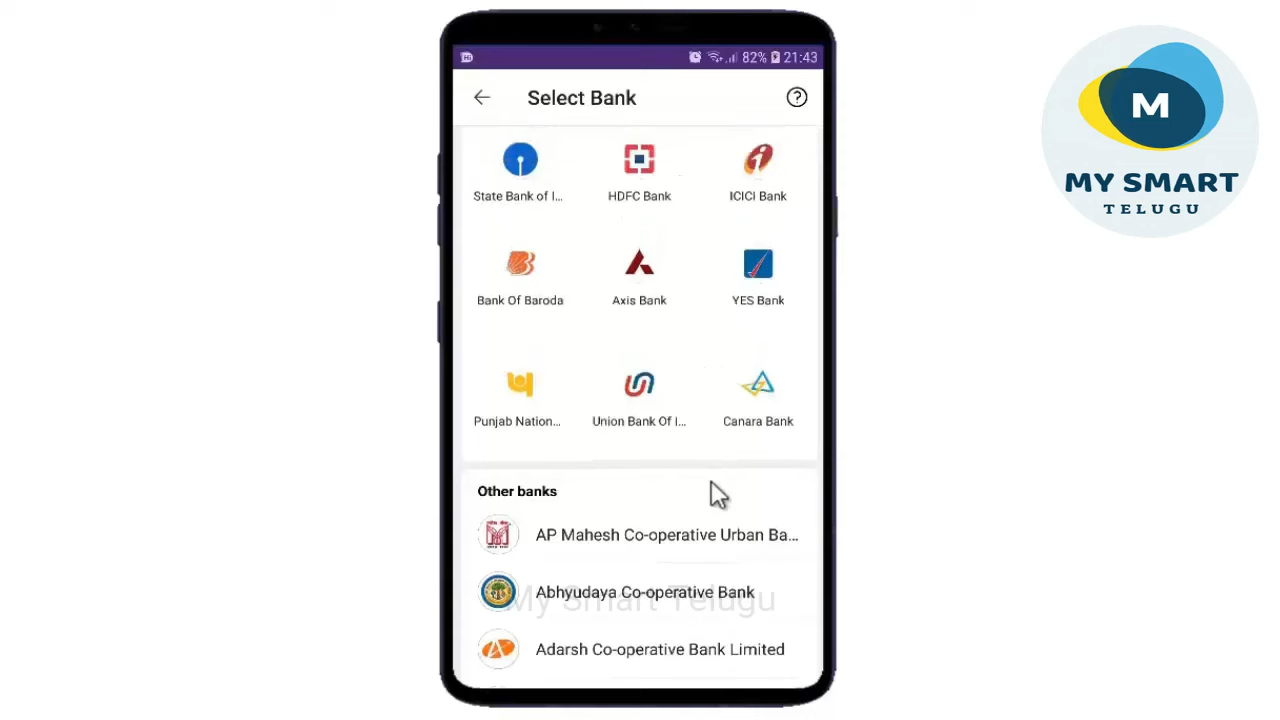 82% 21:43
Select Bank
State Bank of I...
HDFC Bank
ICICI Bank
Bank Of Baroda
Axis Bank
YES Bank
Punjab Nation...
Union Bank Of I...
Canara Bank
Other banks
AP Mahesh Co-operative Urban Ba...
Abhyudaya Co-operative Bank
My Smart Telugu
Adarsh Co-operative Bank Limited
M
MY SMART
TELUGU